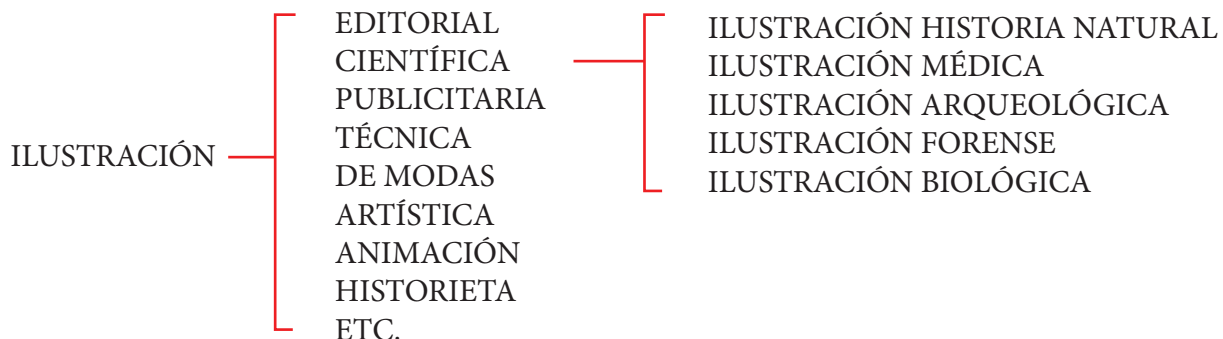 ILUSTRACIÓN
EDITORIAL
CIENTÍFICA
PUBLICITARIA
TÉCNICA
DE MODAS
ARTÍSTICA
ANIMACIÓN
HISTORIETA
ETC.
ILUSTRACIÓN HISTORIA NATURAL
ILUSTRACIÓN MÉDICA
ILUSTRACIÓN ARQUEOLÓGICA
ILUSTRACIÓN FORENSE
ILUSTRACIÓN BIOLÓGICA